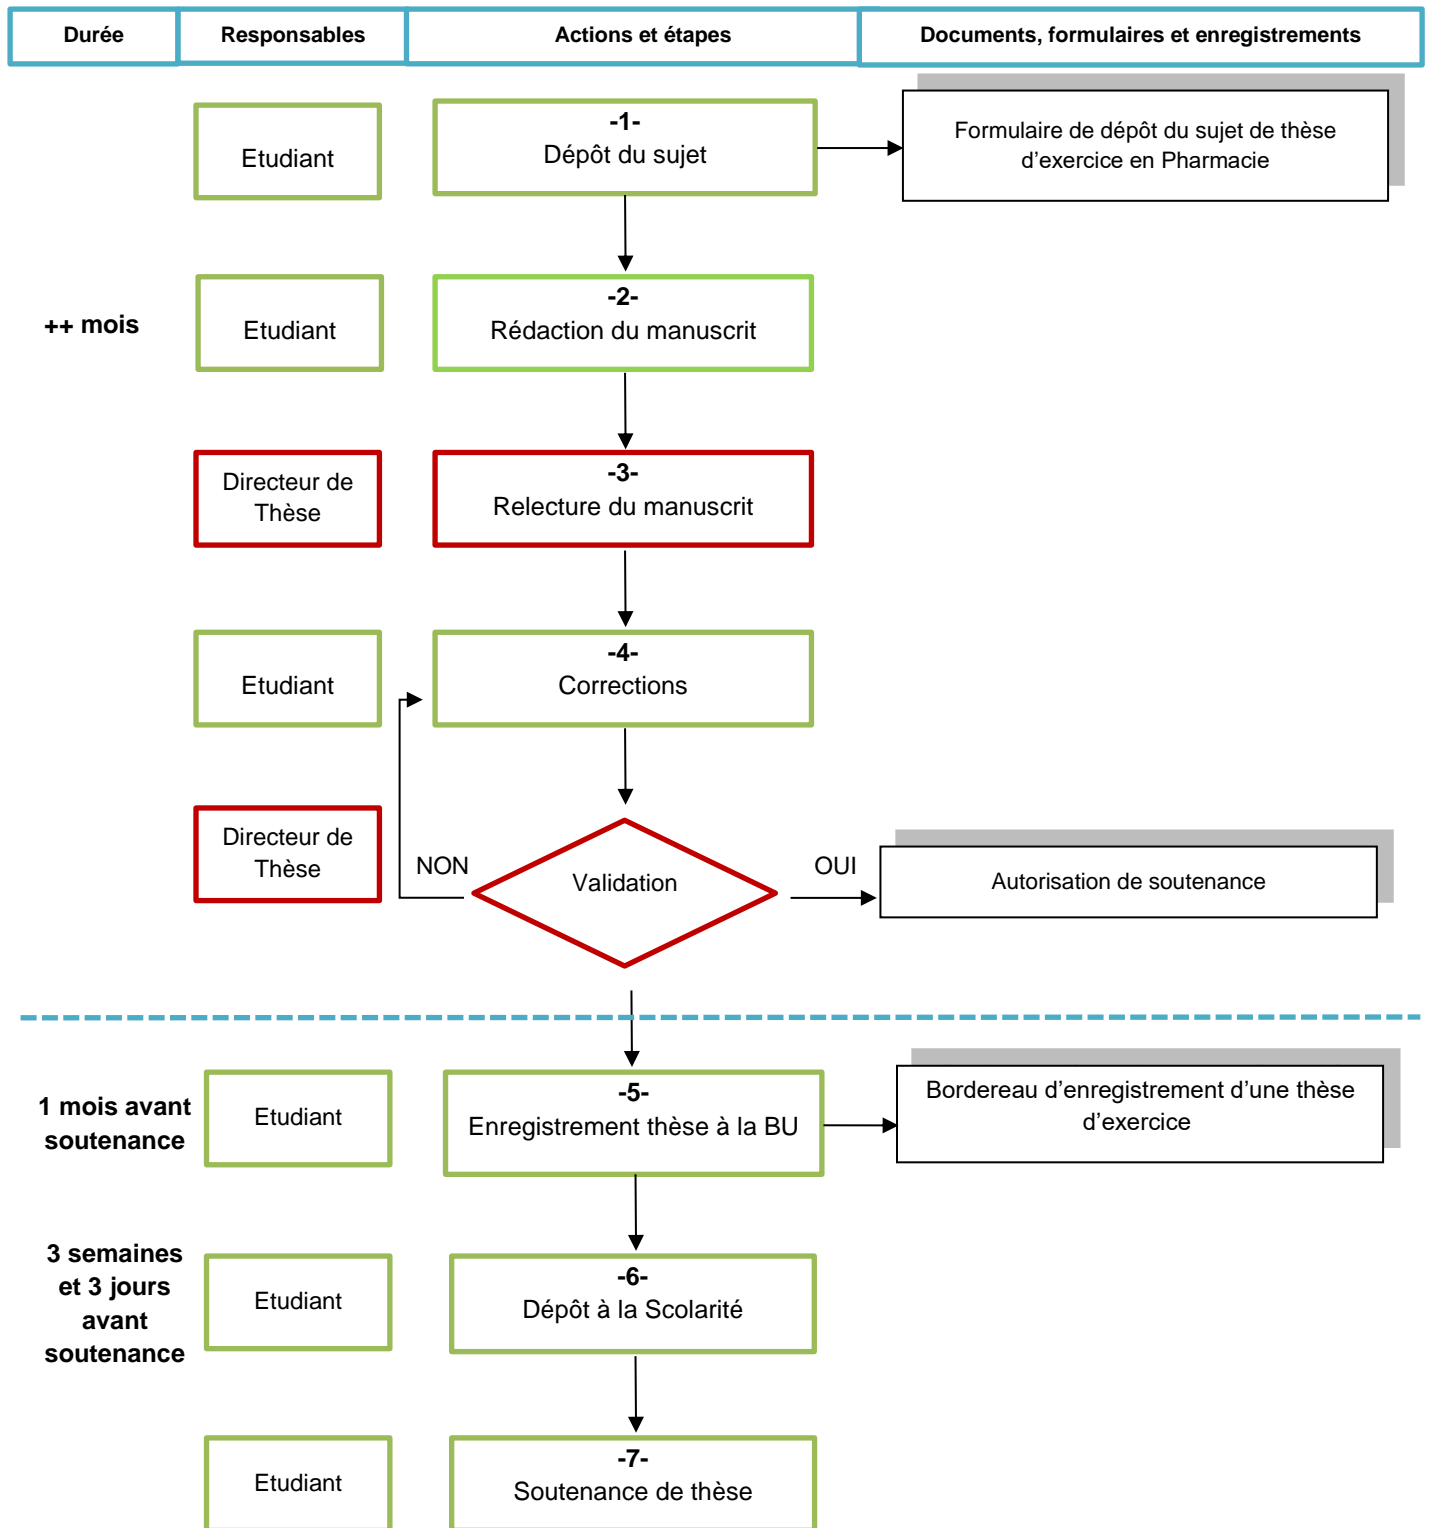 Durée
Responsables
Actions et étapes
Documents, formulaires et enregistrements
Etudiant
-1-
Dépôt du sujet
Formulaire de dépôt du sujet de thèse
d’exercice en Pharmacie
++ mois
Etudiant
-2-
Rédaction du manuscrit
Directeur de
Thèse
-3-
Relecture du manuscrit
Etudiant
-4-
Corrections
Directeur de
Thèse
NON
Validation
OUI
Autorisation de soutenance
1 mois avant
soutenance
Etudiant
-5-
Enregistrement thèse à la BU
Bordereau d’enregistrement d’une thèse
d’exercice
3 semaines
et 3 jours
avant
soutenance
Etudiant
-6-
Dépôt à la Scolarité
Etudiant
-7-
Soutenance de thèse